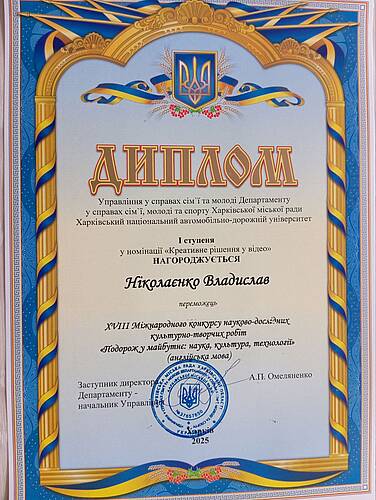 ДИПЛОМ
Управління у справах сім`ї та молоді Департаменту
у справах сім`ї, молоді та спорту Харківської міської ради
Харківський національний автомобільно-дорожній університет
І ступеня
у номінації «Креативне рішення у відео»
НАГОРОДЖУЄТЬСЯ
Ніколаєнко Владислав
переможець
XVIII Міжнародного конкурсу науково-дослідних
культурно-творчих робіт
«Подорож у майбутнє: наука, культура, технології»
(англійська мова)
Заступник директора
Департаменту -
начальник Управління
А.П. Омеляненко
Харків
2025